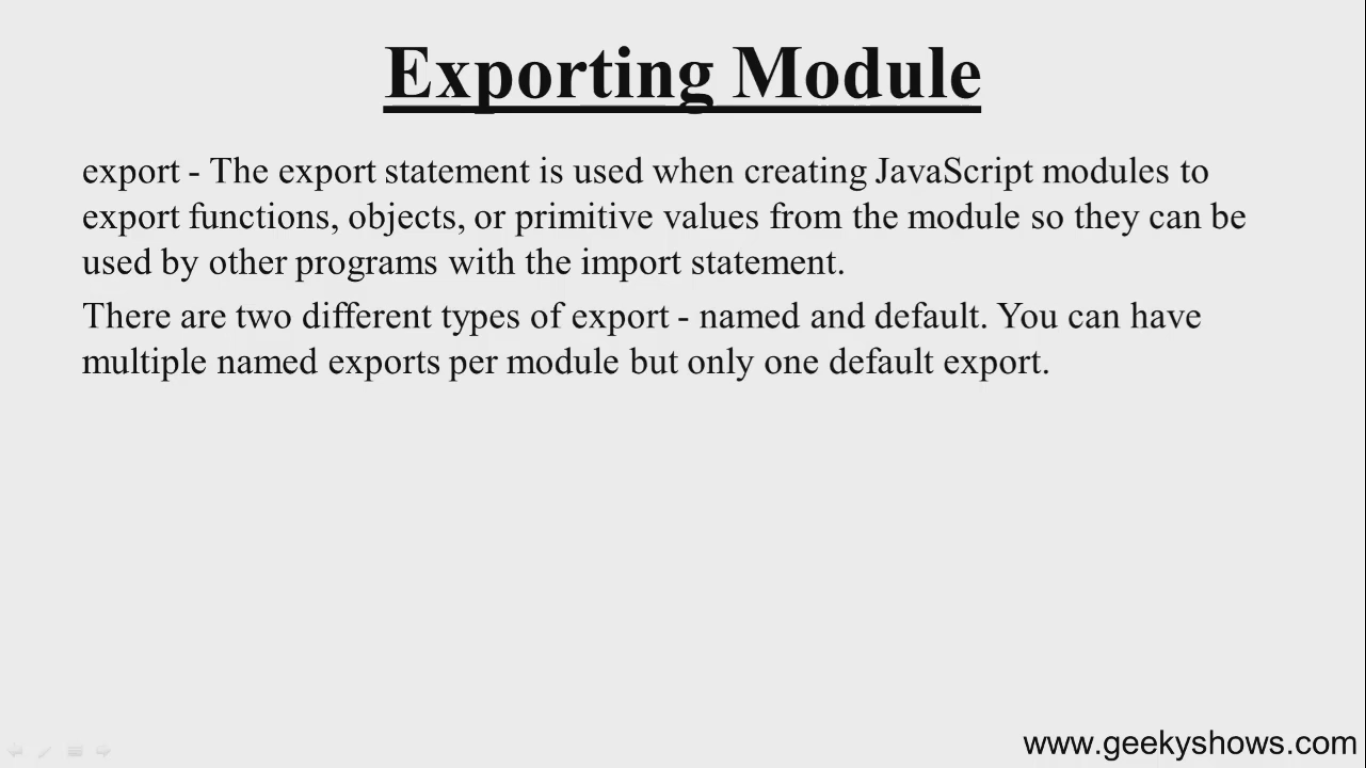 Exporting Module
export - The export statement is used when creating JavaScript modules to
export functions, objects, or primitive values from the module so they can be
used by other programs with the import statement.
There are two different types of export - named and default. You can have
multiple named exports per module but only one default export.
www.geekyshows.com